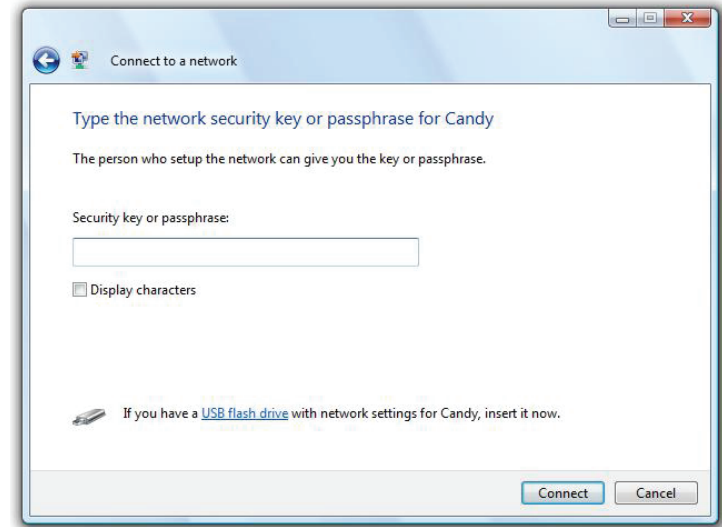 Connect to a network
Type the network security key or passphrase for Candy
The person who setup the network can give you the key or passphrase.
Security key or passphrase:
Display characters
If you have a USB flash drive with network settings for Candy, insert it now.
Connect Cancel